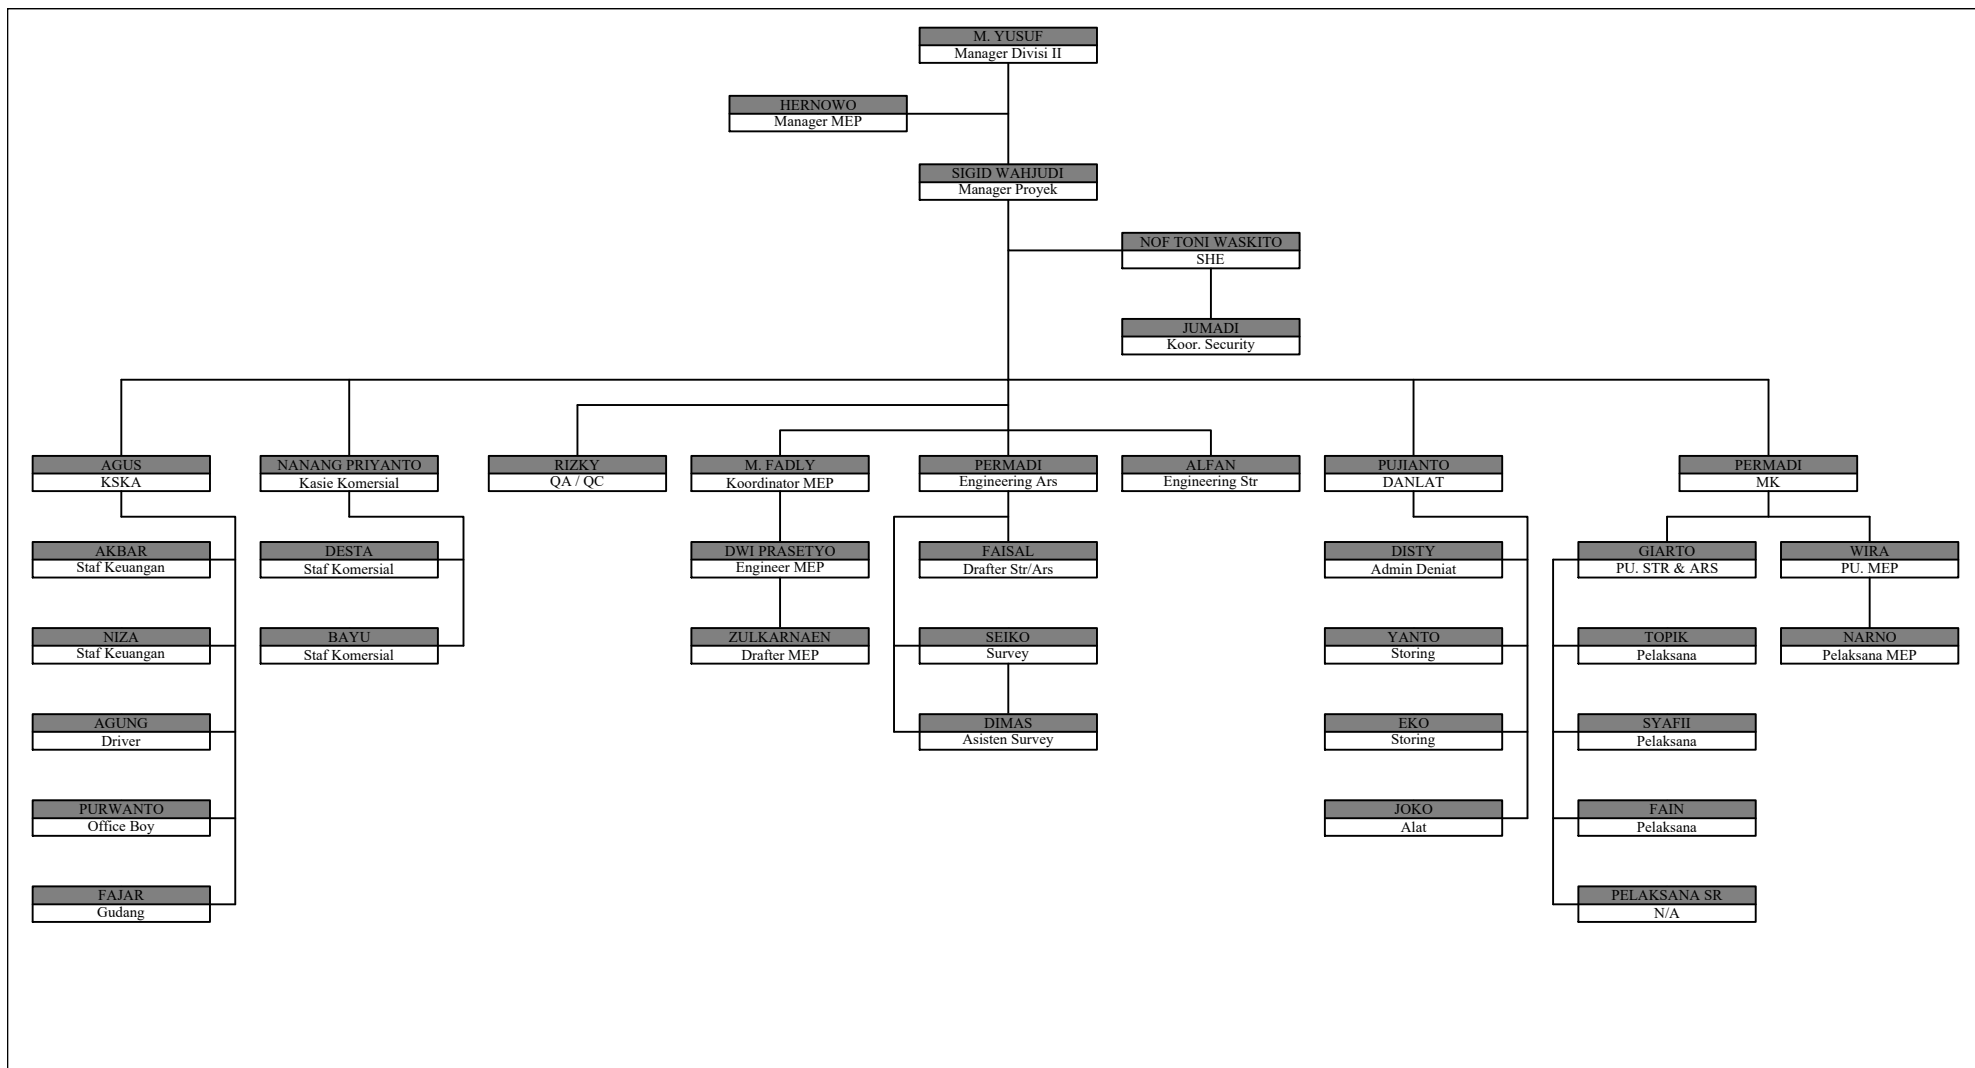 M. YUSUF
Manager Divisi II
HERNOWO
Manager MEP
SIGID WAHJUDI
Manager Proyek
NOF TONI WASKITO
SHE
JUMADI
Koor. Security
AGUS
KSKA
NANANG PRIYANTO
Kasie Komersial
RIZKY
QA / QC
M. FADLY
Koordinator MEP
PERMADI
Engineering Ars
ALFAN
Engineering Str
PUJIANTO
DANLAT
PERMADI
MK
AKBAR
Staf Keuangan
DESTA
Staf Komersial
DWI PRASETYO
Engineer MEP
FAISAL
Drafter Str/Ars
DISTY
Admin Deniat
GIARTO
PU. STR & ARS
WIRA
PU. MEP
NIZA
Staf Keuangan
BAYU
Staf Komersial
ZULKARNAEN
Drafter MEP
SEIKO
Survey
YANTO
Storing
TOPIK
Pelaksana
NARNO
Pelaksana MEP
AGUNG
Driver
DIMAS
Asisten Survey
EKO
Storing
SYAFII
Pelaksana
PURWANTO
Office Boy
JOKO
Alat
FAIN
Pelaksana
FAJAR
Gudang
PELAKSANA SR
N/A